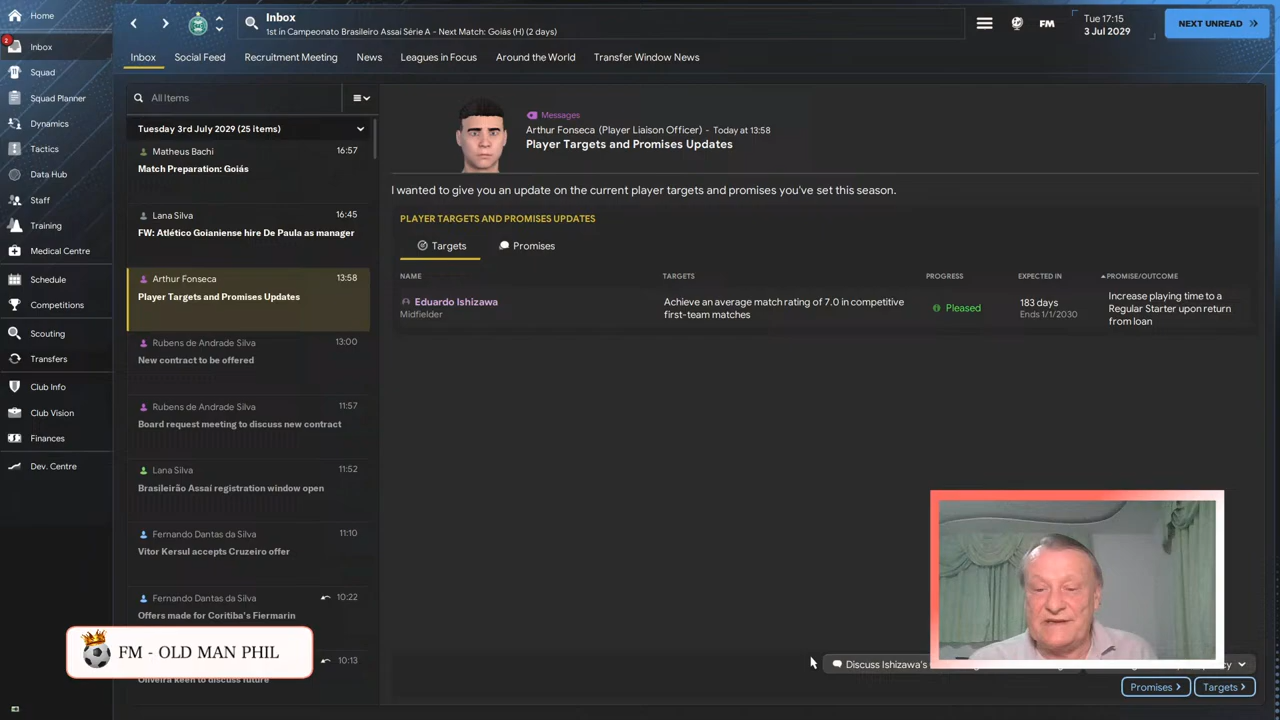 Home
2
Inbox
Squad
Squad Planner
Dynamics
Tactics
Data Hub
Staff
Training
Medical Centre
Schedule
Competitions
Scouting
Transfers
Club Info
Club Vision
Finances
Dev. Centre
Inbox
1st in Campeonato Brasileiro Assaí Série A - Next Match: Goiás (H) (2 days)
FM
Tue 17:15
3 Jul 2029
NEXT UNREAD
Inbox Social Feed Recruitment Meeting News Leagues in Focus Around the World Transfer Window News
All Items
Tuesday 3rd July 2029 (25 items)
Matheus Bachi 16:57
Match Preparation: Goiás
Lana Silva 16:45
FW: Atlético Goianiense hire De Paula as manager
Arthur Fonseca 13:58
Player Targets and Promises Updates
Rubens de Andrade Silva 13:00
New contract to be offered
Rubens de Andrade Silva 11:57
Board request meeting to discuss new contract
Lana Silva 11:52
Brasileirão Assaí registration window open
Fernando Dantas da Silva 11:10
Vitor Kersul accepts Cruzeiro offer
Fernando Dantas da Silva 10:22
Offers made for Coritiba's Fiermarin
10:13
Oliveira keen to discuss future
FM - OLD MAN PHIL
Messages
Arthur Fonseca (Player Liaison Officer) - Today at 13:58
Player Targets and Promises Updates
I wanted to give you an update on the current player targets and promises you've set this season.
PLAYER TARGETS AND PROMISES UPDATES
Targets Promises
NAME TARGETS PROGRESS EXPECTED IN PROMISE/OUTCOME
Eduardo Ishizawa
Midfielder
Achieve an average match rating of 7.0 in competitive
first-team matches
Pleased
183 days
Ends 1/1/2030
Increase playing time to a
Regular Starter upon return
from loan
Discuss Ishizawa's
Promises Targets